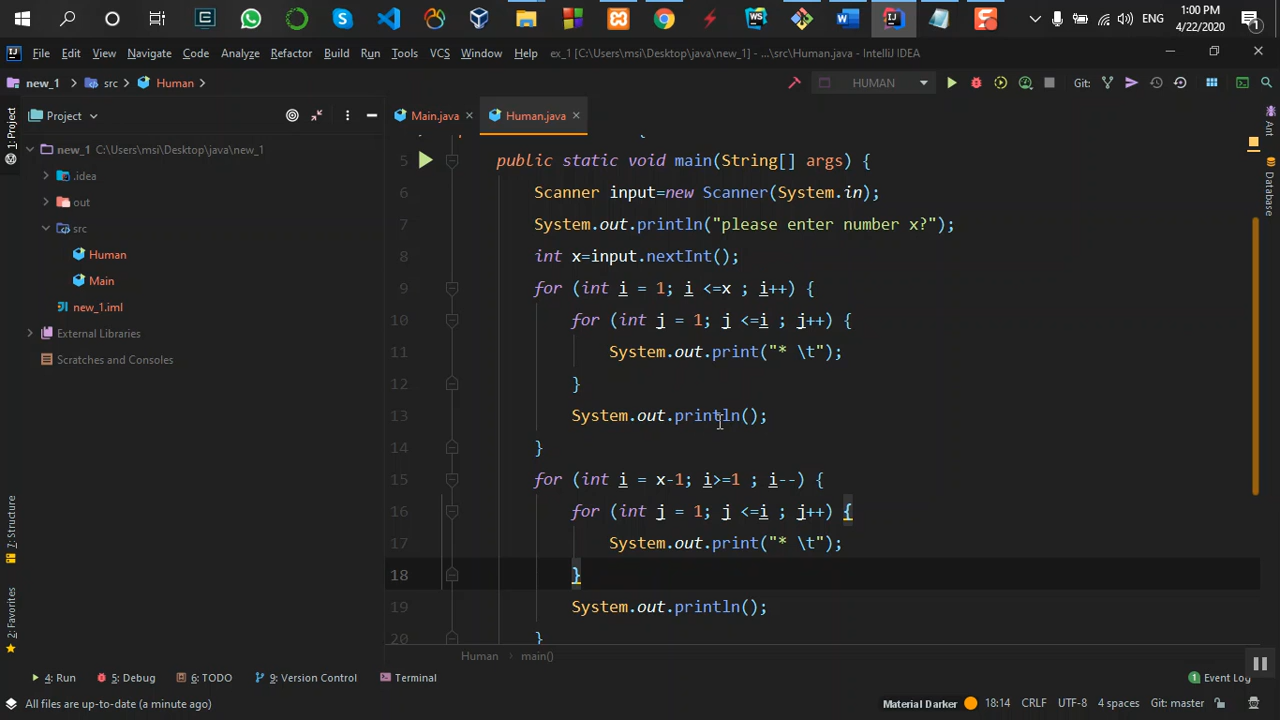 1:00 PM
ENG
4/22/2020
File Edit View Navigate Code Analyze Refactor Build Run Tools VCS Window Help ex_1 [C:\Users\msi\Desktop\java\new_1] - ...\src\Human.java - IntelliJ IDEA
new_1 src Human HUMAN Git:
Project Main.java Human.java
1: Project
new_1 C:\Users\msi\Desktop\java\new_1
.idea
out
src
Human
Main
new_1.iml
External Libraries
Scratches and Consoles
5 public static void main(String[] args) {
6 Scanner input=new Scanner(System.in);
7 System.out.println("please enter number x?");
8 int x=input.nextInt();
9 for (int i = 1; i <=x ; i++) {
10 for (int j = 1; j <=i ; j++) {
11 System.out.print("* \t");
12 }
13 System.out.println();
14 }
15 for (int i = x-1; i>=1 ; i--) {
16 for (int j = 1; j <=i ; j++) {
17 System.out.print("* \t");
18 }
19 System.out.println();
20 }
Ant
Database
7: Structure
2: Favorites
Human main()
4: Run 5: Debug 6: TODO 9: Version Control Terminal 1 Event Log
All files are up-to-date (a minute ago) Material Darker 18:14 CRLF UTF-8 4 spaces Git: master